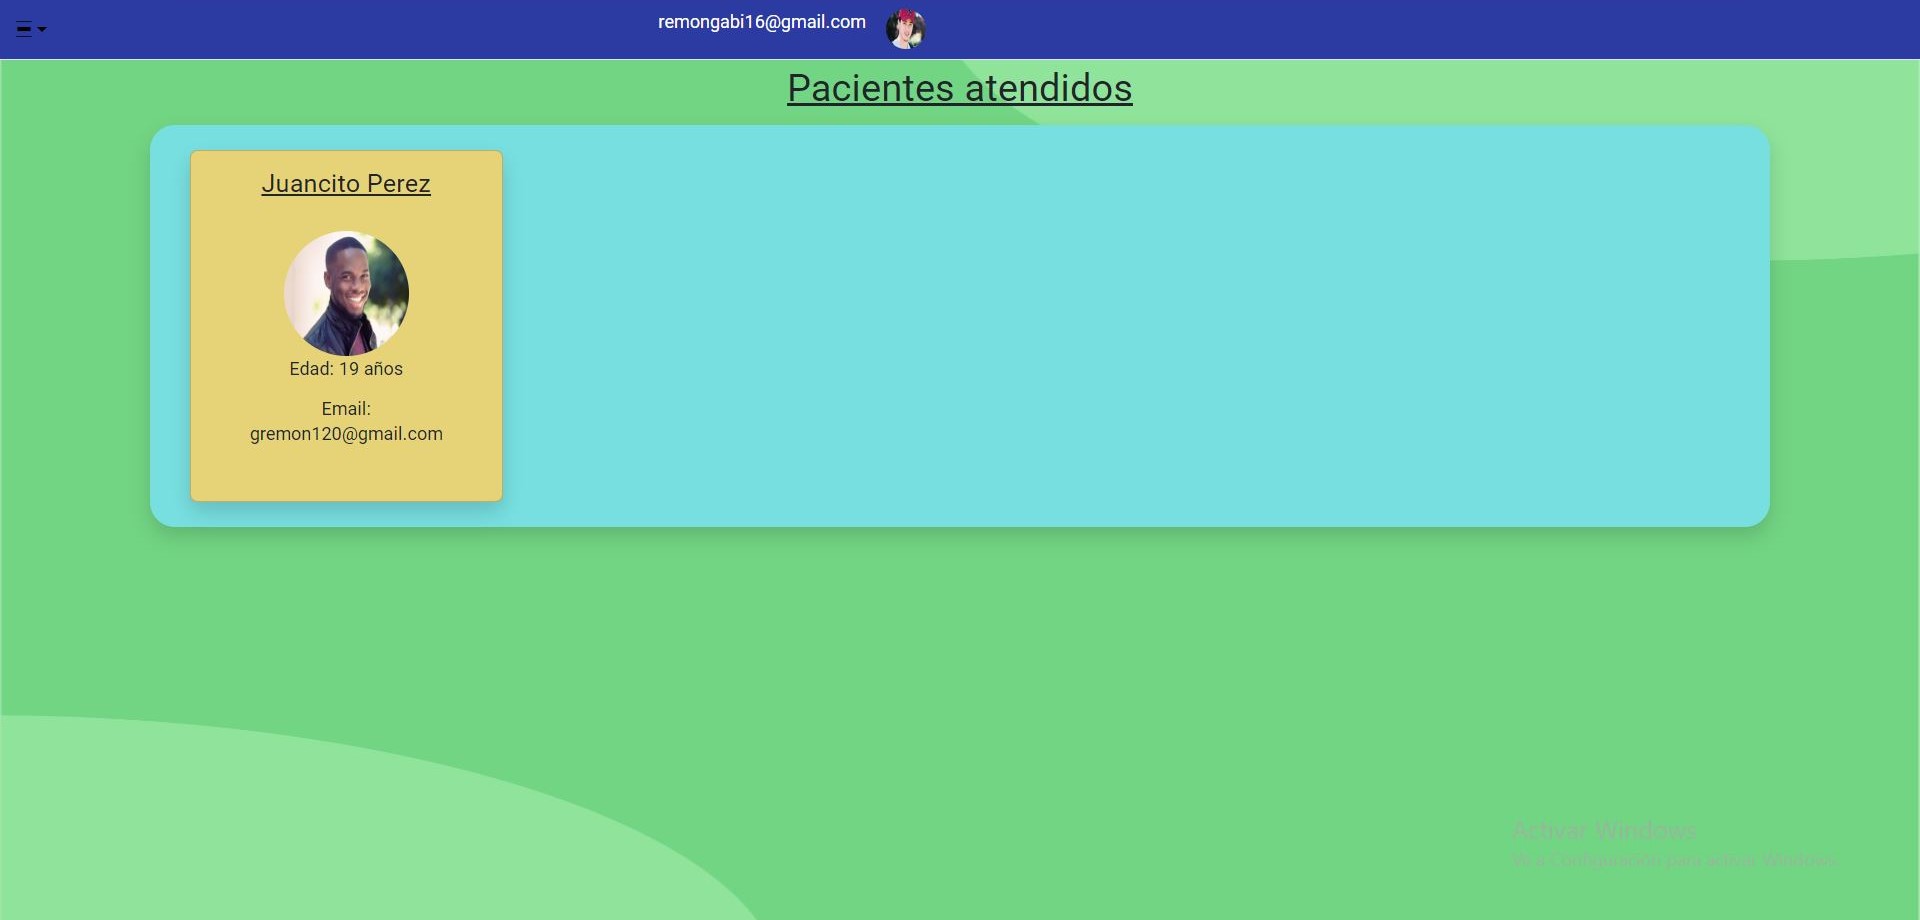 remongabi16@gmail.com
Pacientes atendidos
Juancito Perez
Edad: 19 años
Email:
gremon120@gmail.com
Activar Windows
Ve a Configuración para activar Windows.